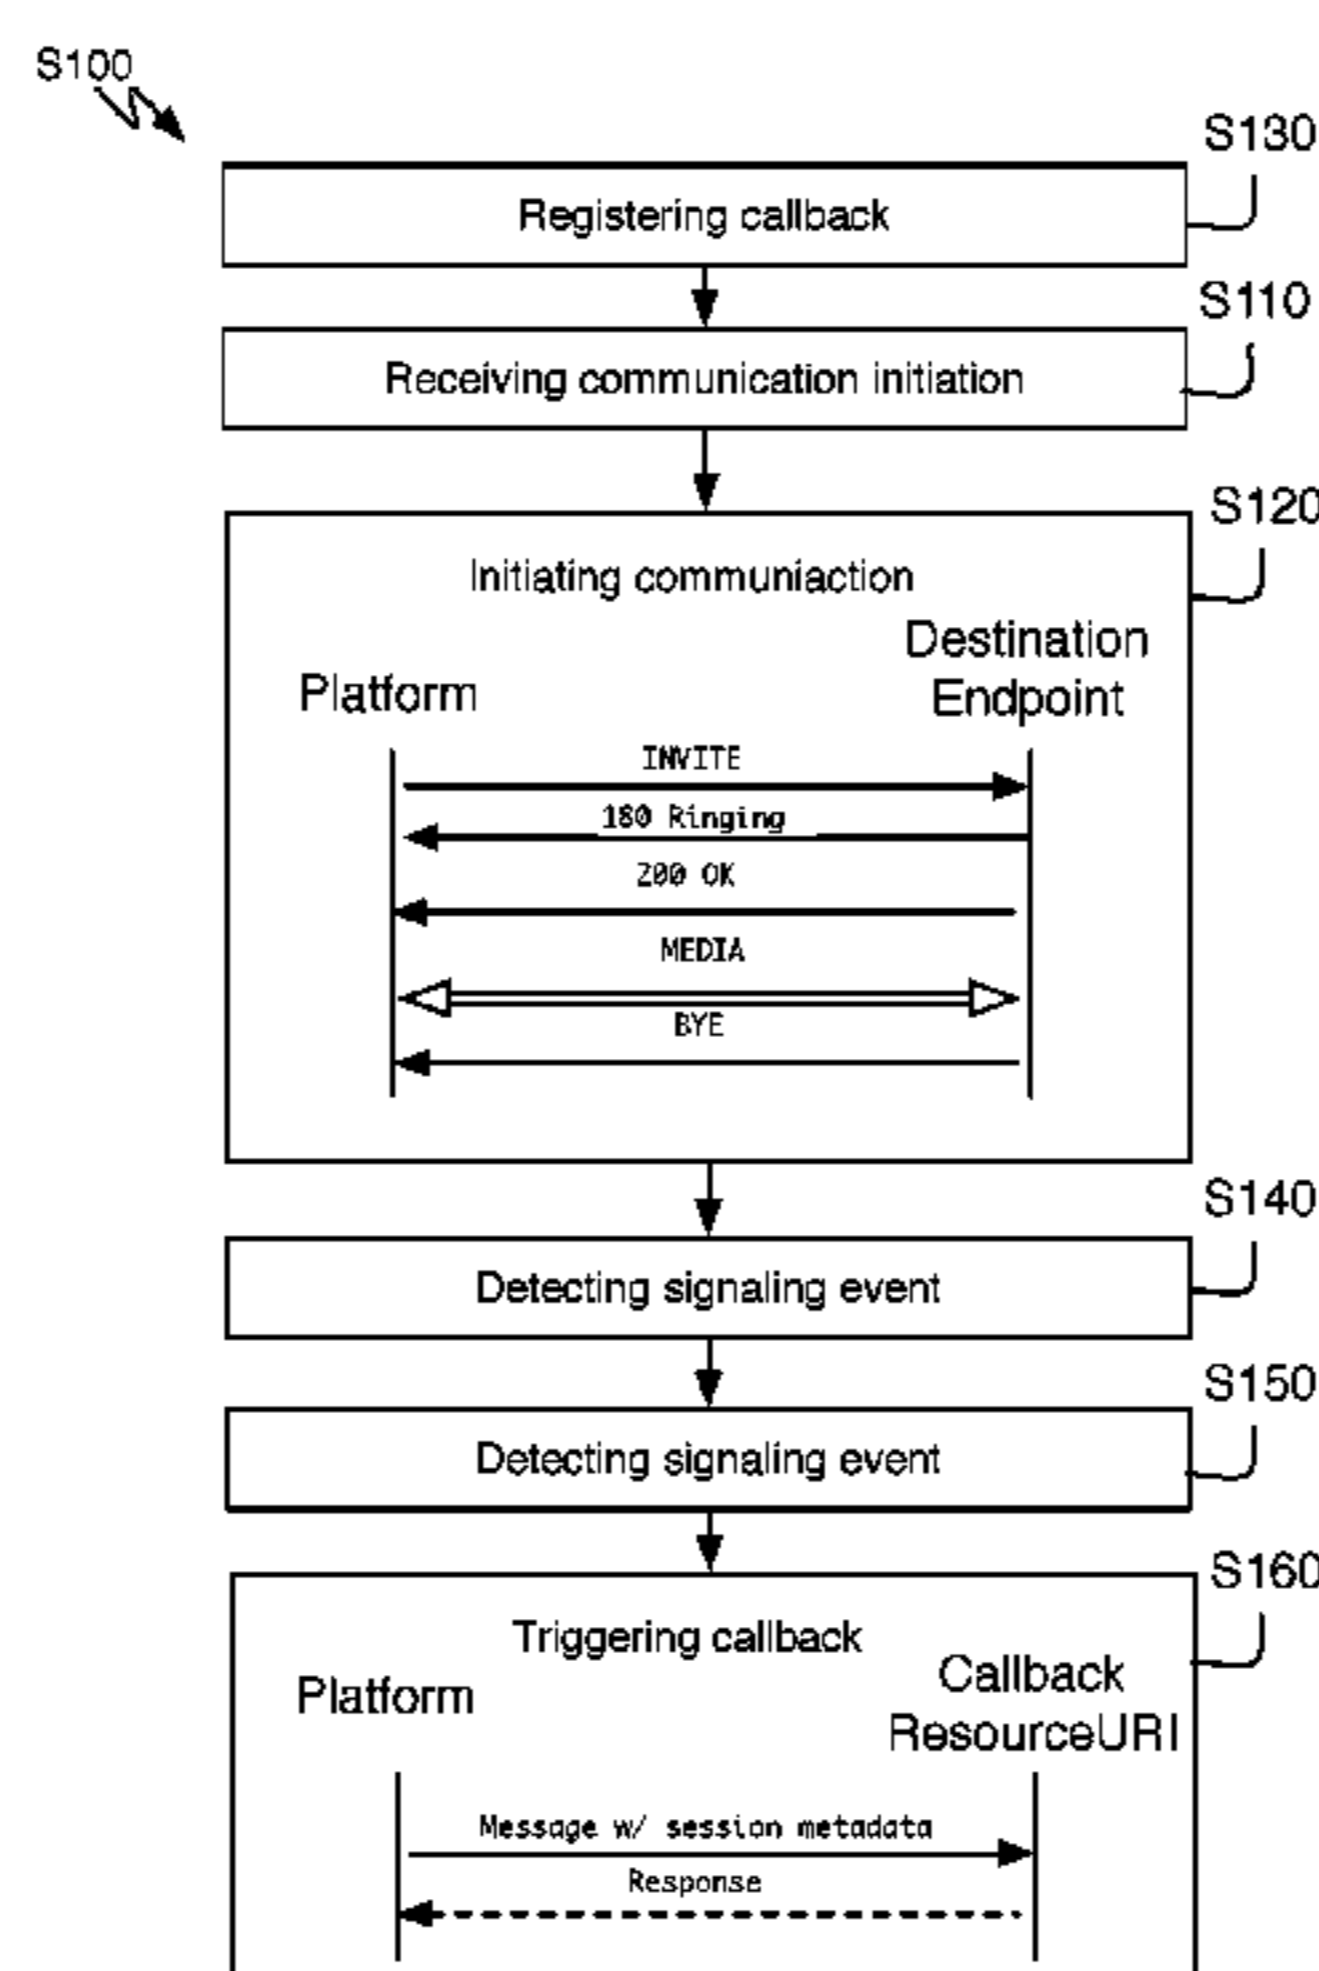 S100
S130
Registering callback
S110
Receiving communication initiation
S120
Initiating communiaction
Destination
Platform
Endpoint
INVITE
180 Ringing
200 OK
MEDIA
BYE
S140
Detecting signaling event
S150
Detecting signaling event
S160
Triggering callback
Callback
Platform
ResourceURI
Message w/ session metadata
Response